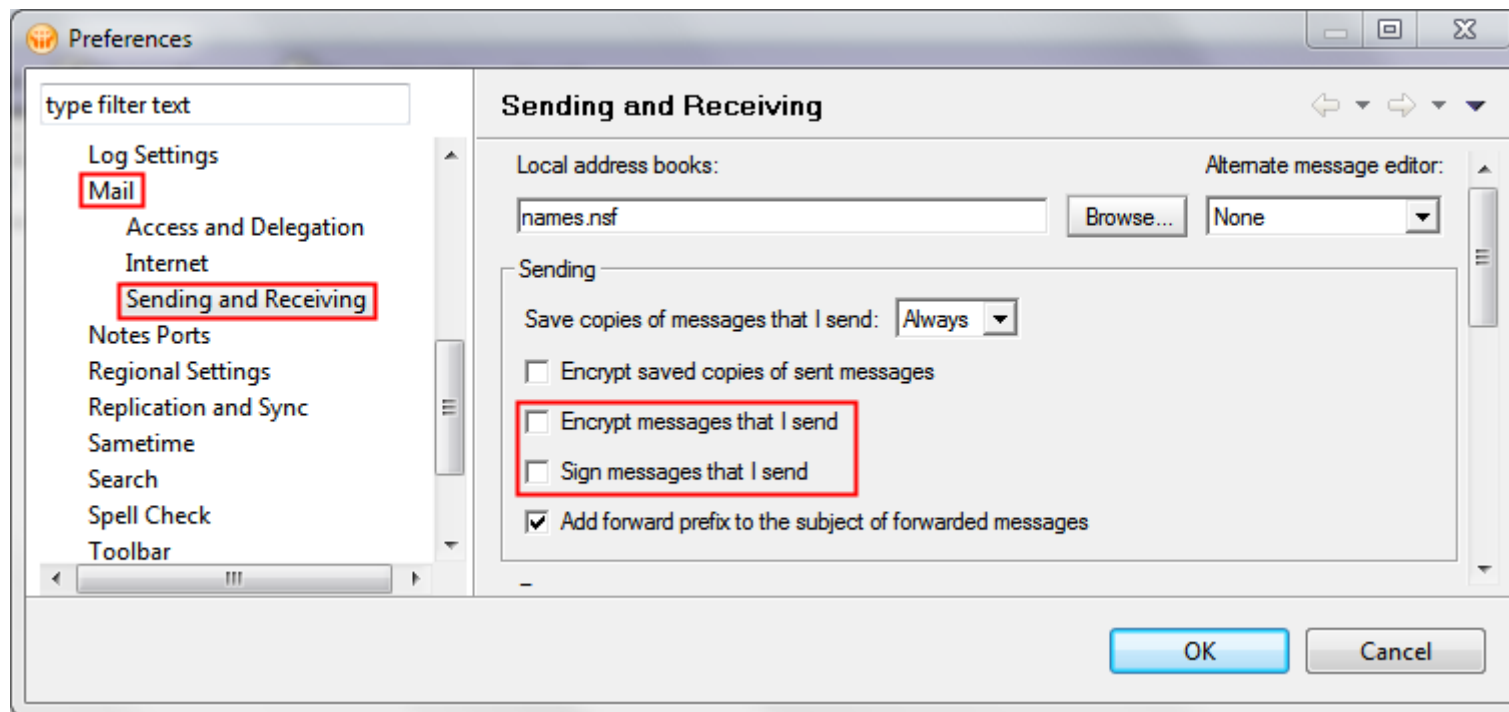 Preferences
type filter text
Log Settings
Mail
Access and Delegation
Internet
Sending and Receiving
Notes Ports
Regional Settings
Replication and Sync
Sametime
Search
Spell Check
Toolbar
Sending and Receiving
Local address books:
Alternate message editor:
names.nsf
Browse...
None
Sending
Save copies of messages that I send: Always
Encrypt saved copies of sent messages
Encrypt messages that I send
Sign messages that I send
Add forward prefix to the subject of forwarded messages
OK
Cancel